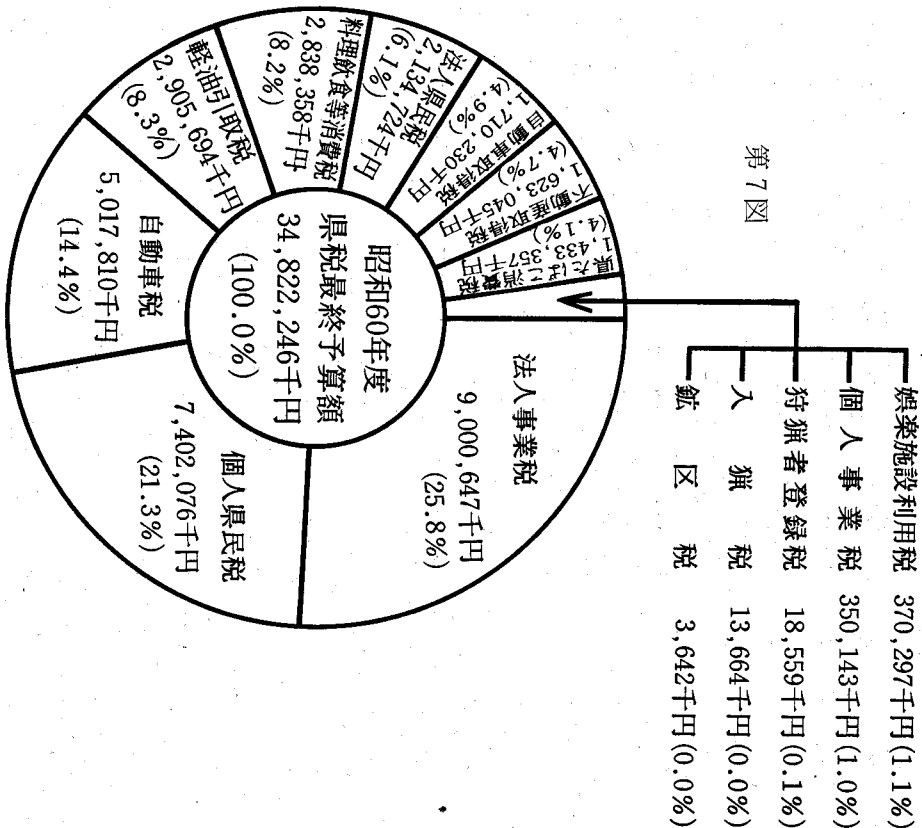 第7図
昭和60年度
県税最終予算額
34,822,246千円
(100.0%)
法人事業税
9,000,647千円
(25.8%)
個人県民税
7,402,076千円
(21.3%)
自動車税
5,017,810千円
(14.4%)
軽油引取税
2,905,694千円
(8.3%)
料理飲食等消費税
2,838,358千円
(8.2%)
法人県民税
2,134,724千円
(6.1%)
自動車取得税
1,710,230千円
(4.9%)
不動産取得税
1,623,045千円
(4.7%)
県たばこ消費税
1,433,357千円
(4.1%)
娯楽施設利用税 370,297千円(1.1%)
個人事業税 350,143千円(1.0%)
狩猟者登録税 18,559千円(0.1%)
入猟税 13,664千円(0.0%)
鉱区税 3,642千円(0.0%)